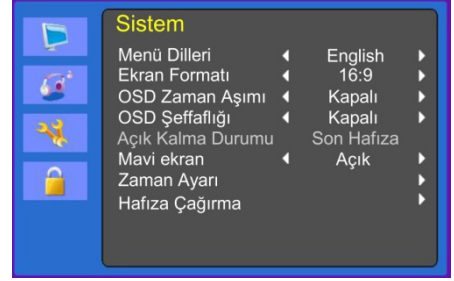 Sistem
Menü Dilleri English
Ekran Formatı 16:9
OSD Zaman Aşımı Kapalı
OSD Şeffaflığı Kapalı
Açık Kalma Durumu Son Hafıza
Mavi ekran Açık
Zaman Ayarı
Hafıza Çağırma